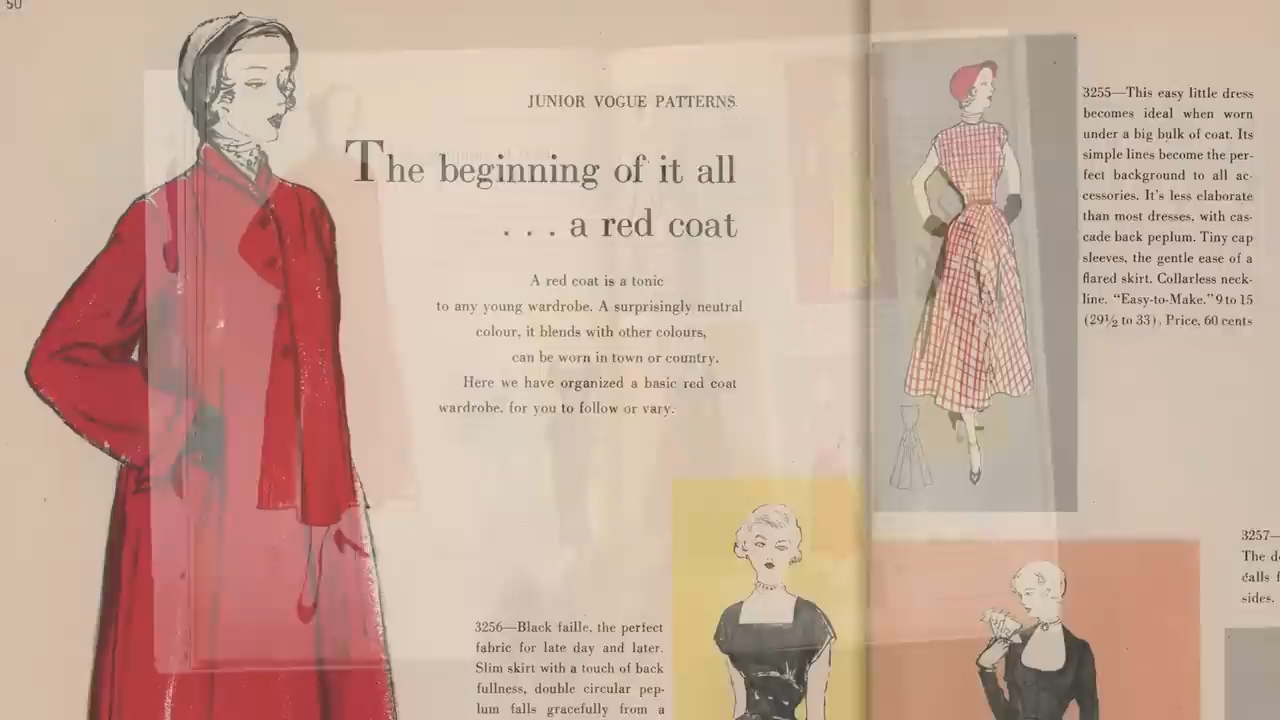 50
JUNIOR VOGUE PATTERNS
The beginning of it all
. . . a red coat
A red coat is a tonic
to any young wardrobe. A surprisingly neutral
colour, it blends with other colours,
can be worn in town or country.
Here we have organized a basic red coat
wardrobe, for you to follow or vary.
3256—Black faille, the perfect
fabric for late day and later.
Slim skirt with a touch of back
fullness, double circular pep-
lum falls gracefully from a
3255—This easy little dress
becomes ideal when worn
under a big bulk of coat. Its
simple lines become the per-
fect background to all ac-
cessories. It's less elaborate
than most dresses, with cas-
cade back peplum. Tiny cap
sleeves, the gentle ease of a
flared skirt. Collarless neck-
line. "Easy-to-Make." 9 to 15
(29½ to 33). Price, 60 cents
3257—
The d
calls f
sides.